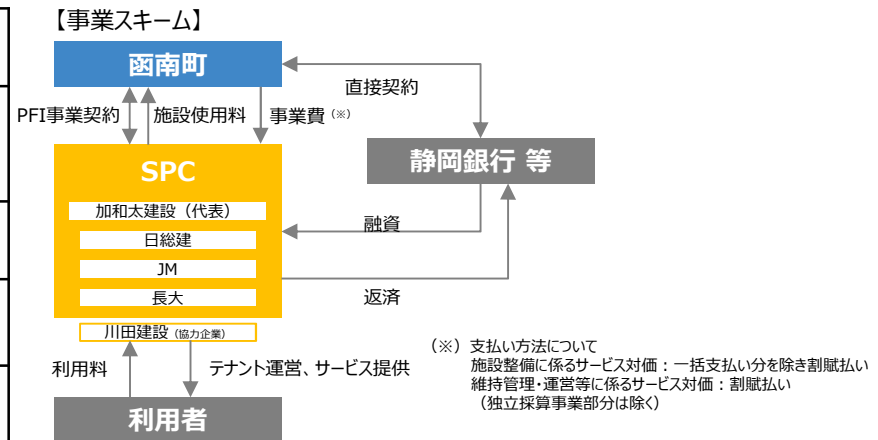 【事業スキーム】
函南町
直接契約
PFI事業契約
施設使用料
事業費（※）
SPC
静岡銀行 等
加和太建設（代表）
日総建
JM
長大
融資
返済
川田建設（協力企業）
利用料
テナント運営、サービス提供
利用者
（※）支払い方法について
施設整備に係るサービス対価：一括支払い分を除き割賦払い
維持管理・運営等に係るサービス対価：割賦払い
（独立採算事業部分は除く）